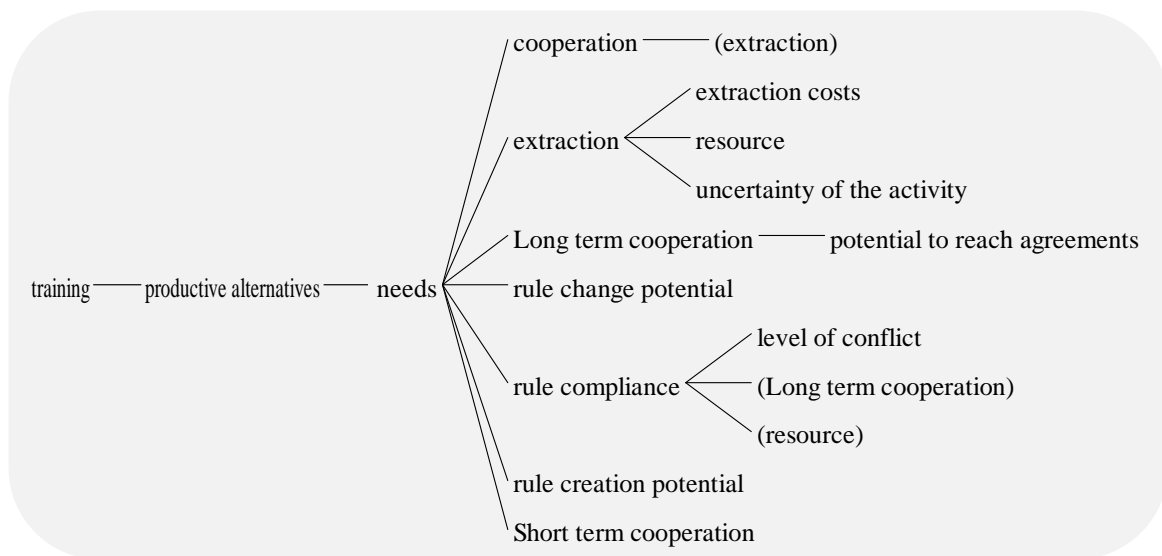 cooperation (extraction)
extraction costs
extraction resource
uncertainty of the activity
Long term cooperation potential to reach agreements
training productive alternatives needs rule change potential
level of conflict
rule compliance (Long term cooperation)
(resource)
rule creation potential
Short term cooperation